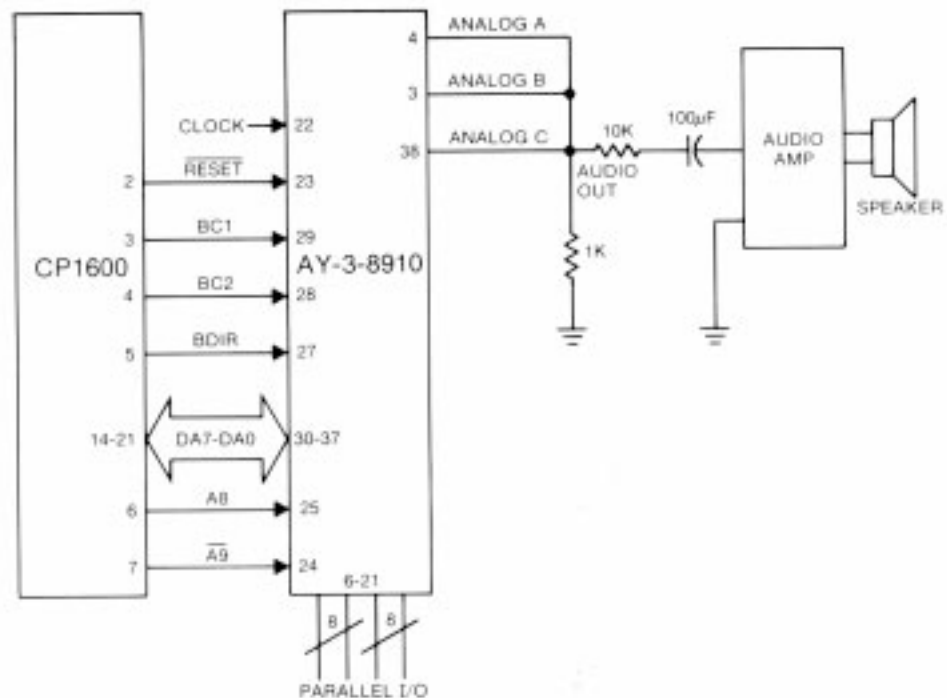 4 ANALOG A
3 ANALOG B
38 ANALOG C
CLOCK 22
2 RESET 23
3 BC1 29
CP1600
AY-3-8910
4 BC2 28
5 BDIR 27
14-21 DA7-DA0 30-37
6 A8 25
7 A9 24
6-21
8 8
PARALLEL I/O
10K
100µF
AUDIO
OUT
1K
AUDIO
AMP
SPEAKER